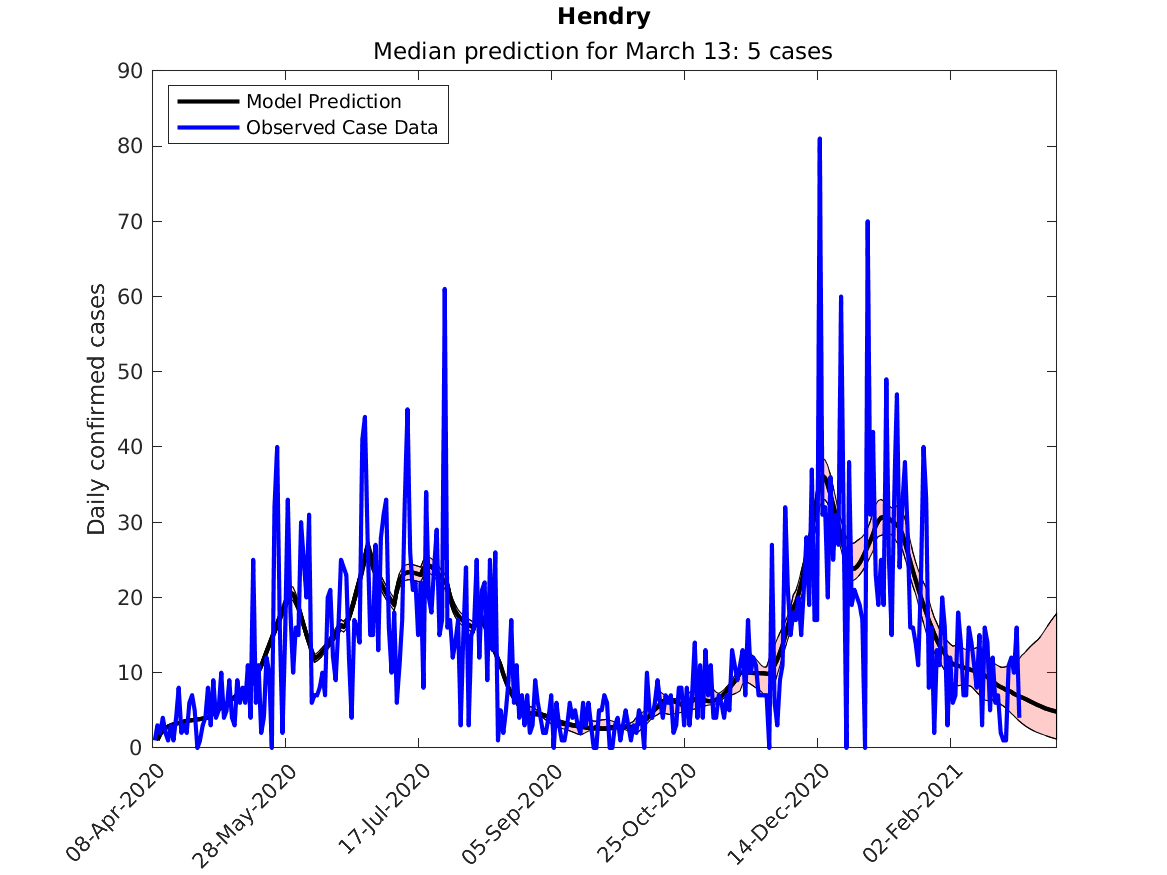 Hendry
Median prediction for March 13: 5 cases
90
Model Prediction
Observed Case Data
80
70
60
50
40
30
20
10
0
Daily confirmed cases
08-Apr-2020
28-May-2020
17-Jul-2020
05-Sep-2020
25-Oct-2020
14-Dec-2020
02-Feb-2021